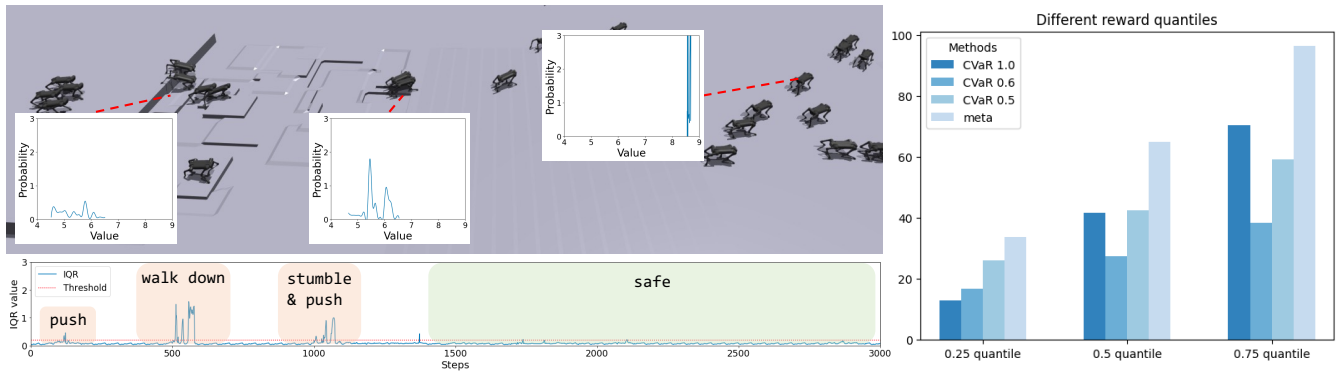 3
2
1
0
Probability
4 5 6 7 8 9
Value
3
2
1
0
Probability
4 5 6 7 8 9
Value
3
2
1
0
Probability
4 5 6 7 8 9
Value
3
2
1
0
IQR value
IQR
Threshold
push
walk down
stumble
& push
safe
0 500 1000 1500 2000 2500 3000
Steps
Different reward quantiles
100
80
60
40
20
0
Methods
CVaR 1.0
CVaR 0.6
CVaR 0.5
meta
0.25 quantile 0.5 quantile 0.75 quantile